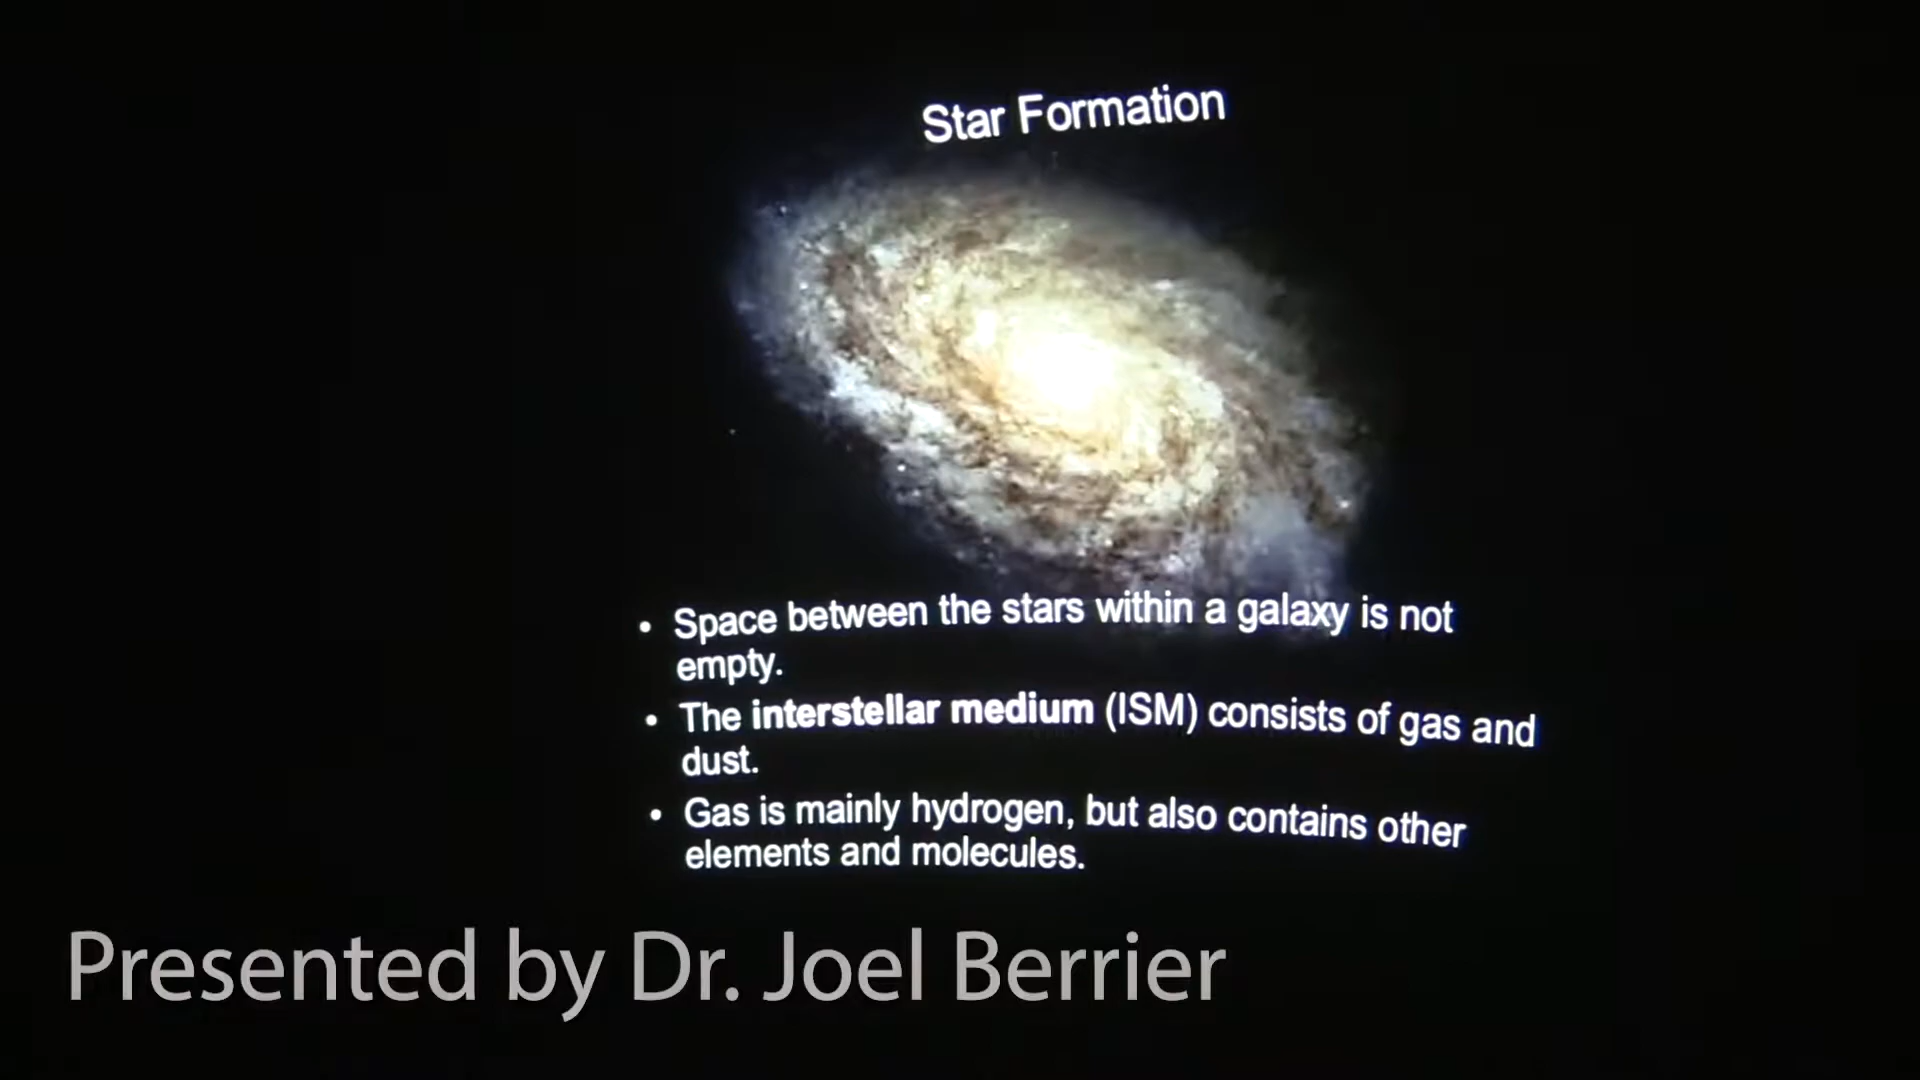 Star Formation
• Space between the stars within a galaxy is not
empty.
• The interstellar medium (ISM) consists of gas and
dust.
• Gas is mainly hydrogen, but also contains other
elements and molecules.
Presented by Dr. Joel Berrier